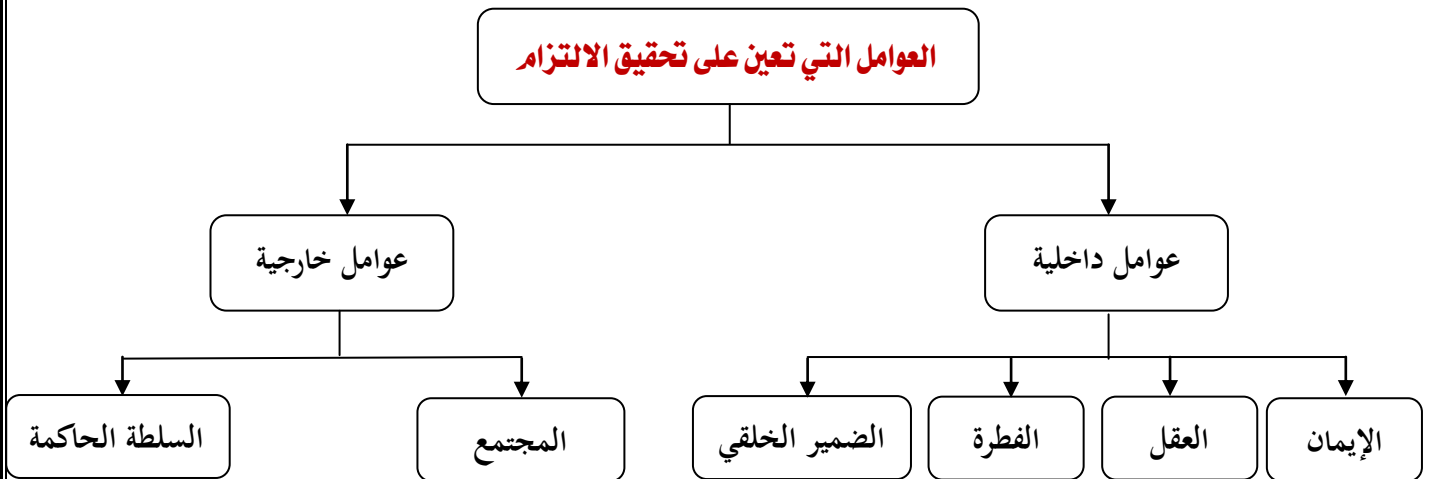 العوامل التي تعين على تحقيق الالتزام
عوامل داخلية
عوامل خارجية
الإيمان
العقل
الفطرة
الضمير الخلقي
المجتمع
السلطة الحاكمة